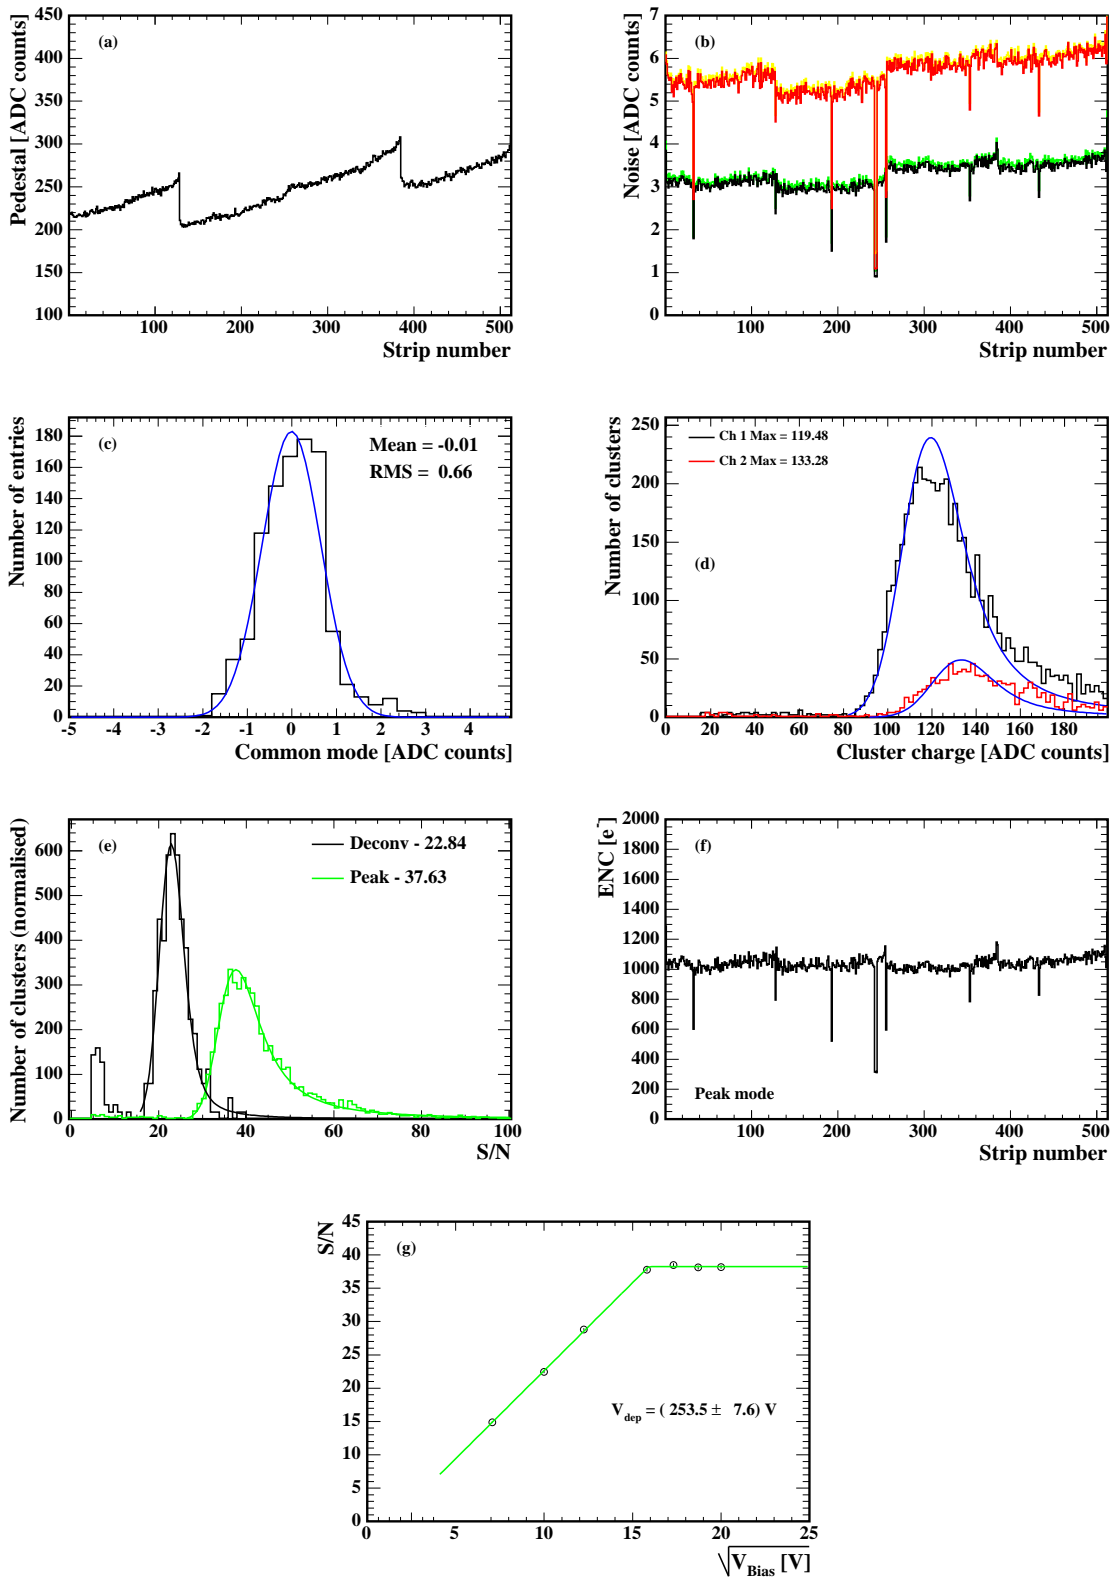 (a)
Pedestal [ADC counts]
450
400
350
300
250
200
150
100
100 200 300 400 500
Strip number
(b)
Noise [ADC counts]
7
6
5
4
3
2
1
0
100 200 300 400 500
Strip number
(c)
Number of entries
Mean = -0.01
RMS = 0.66
180
160
140
120
100
80
60
40
20
0
-5 -4 -3 -2 -1 0 1 2 3 4
Common mode [ADC counts]
Number of clusters
Ch 1 Max = 119.48
Ch 2 Max = 133.28
(d)
250
200
150
100
50
0
0 20 40 60 80 100 120 140 160 180
Cluster charge [ADC counts]
(e)
Number of clusters (normalised)
Deconv - 22.84
Peak - 37.63
600
500
400
300
200
100
0
0 20 40 60 80 100
S/N
(f)
ENC [e-]
2000
1800
1600
1400
1200
1000
800
600
400
200
0
Peak mode
100 200 300 400 500
Strip number
(g)
S/N
45
40
35
30
25
20
15
10
5
0
Vdep = ( 253.5 ± 7.6) V
0 5 10 15 20 25
√VBias [V]